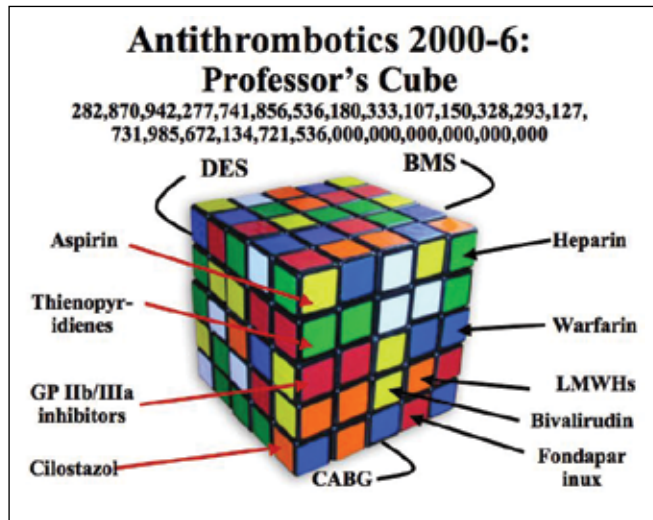 Antithrombotics 2000-6:
Professor's Cube
282,870,942,277,741,856,536,180,333,107,150,328,293,127,
731,985,672,134,721,536,000,000,000,000,000,000
DES
BMS
Aspirin
Heparin
Thienopyr-
idienes
Warfarin
GP IIb/IIIa
inhibitors
LMWHs
Bivalirudin
Cilostazol
Fondapar
inux
CABG